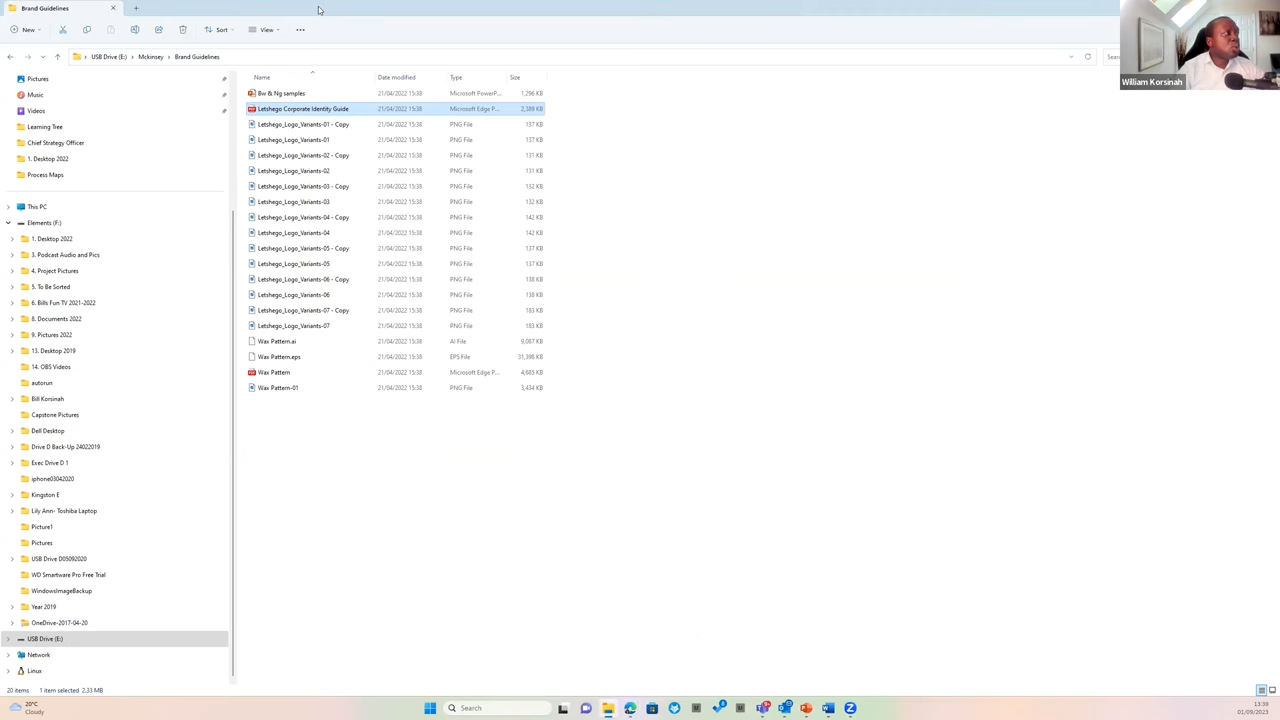 Brand Guidelines
New
Sort
View
USB Drive (E:)
Mckinsey
Brand Guidelines
Sear
William Korsinah
Pictures
Music
Videos
Learning Tree
Chief Strategy Officer
1. Desktop 2022
Process Maps
This PC
Elements (F:)
1. Desktop 2022
3. Podcast Audio and Pics
4. Project Pictures
5. To Be Sorted
6. Bills Fun TV 2021-2022
8. Documents 2022
9. Pictures 2022
13. Desktop 2019
14. OBS Videos
autorun
Bill Korsinah
Capstone Pictures
Dell Desktop
Drive D Back-Up 24022019
Exec Drive D 1
iphone03042020
Kingston E
Lily Ann- Toshiba Laptop
Picture1
Pictures
USB Drive D05092020
WD Smartware Pro Free Trial
WindowsImageBackup
Year 2019
OneDrive-2017-04-20
USB Drive (E:)
Network
Linux
Name Date modified Type Size
Bw & Ng samples 21/04/2022 15:38 Microsoft PowerP... 1,296 KB
Letshego Corporate Identity Guide 21/04/2022 15:38 Microsoft Edge P... 2,389 KB
Letshego_Logo_Variants-01 - Copy 21/04/2022 15:38 PNG File 137 KB
Letshego_Logo_Variants-01 21/04/2022 15:38 PNG File 137 KB
Letshego_Logo_Variants-02 - Copy 21/04/2022 15:38 PNG File 131 KB
Letshego_Logo_Variants-02 21/04/2022 15:38 PNG File 131 KB
Letshego_Logo_Variants-03 - Copy 21/04/2022 15:38 PNG File 132 KB
Letshego_Logo_Variants-03 21/04/2022 15:38 PNG File 132 KB
Letshego_Logo_Variants-04 - Copy 21/04/2022 15:38 PNG File 142 KB
Letshego_Logo_Variants-04 21/04/2022 15:38 PNG File 142 KB
Letshego_Logo_Variants-05 - Copy 21/04/2022 15:38 PNG File 137 KB
Letshego_Logo_Variants-05 21/04/2022 15:38 PNG File 137 KB
Letshego_Logo_Variants-06 - Copy 21/04/2022 15:38 PNG File 138 KB
Letshego_Logo_Variants-06 21/04/2022 15:38 PNG File 138 KB
Letshego_Logo_Variants-07 - Copy 21/04/2022 15:38 PNG File 183 KB
Letshego_Logo_Variants-07 21/04/2022 15:38 PNG File 183 KB
Wax Pattern.ai 21/04/2022 15:38 AI File 9,087 KB
Wax Pattern.eps 21/04/2022 15:38 EPS File 31,398 KB
Wax Pattern 21/04/2022 15:38 Microsoft Edge P... 4,685 KB
Wax Pattern-01 21/04/2022 15:38 PNG File 3,434 KB
20 items 1 item selected 2.33 MB
20°C
Cloudy
Search
13:39
01/09/2023